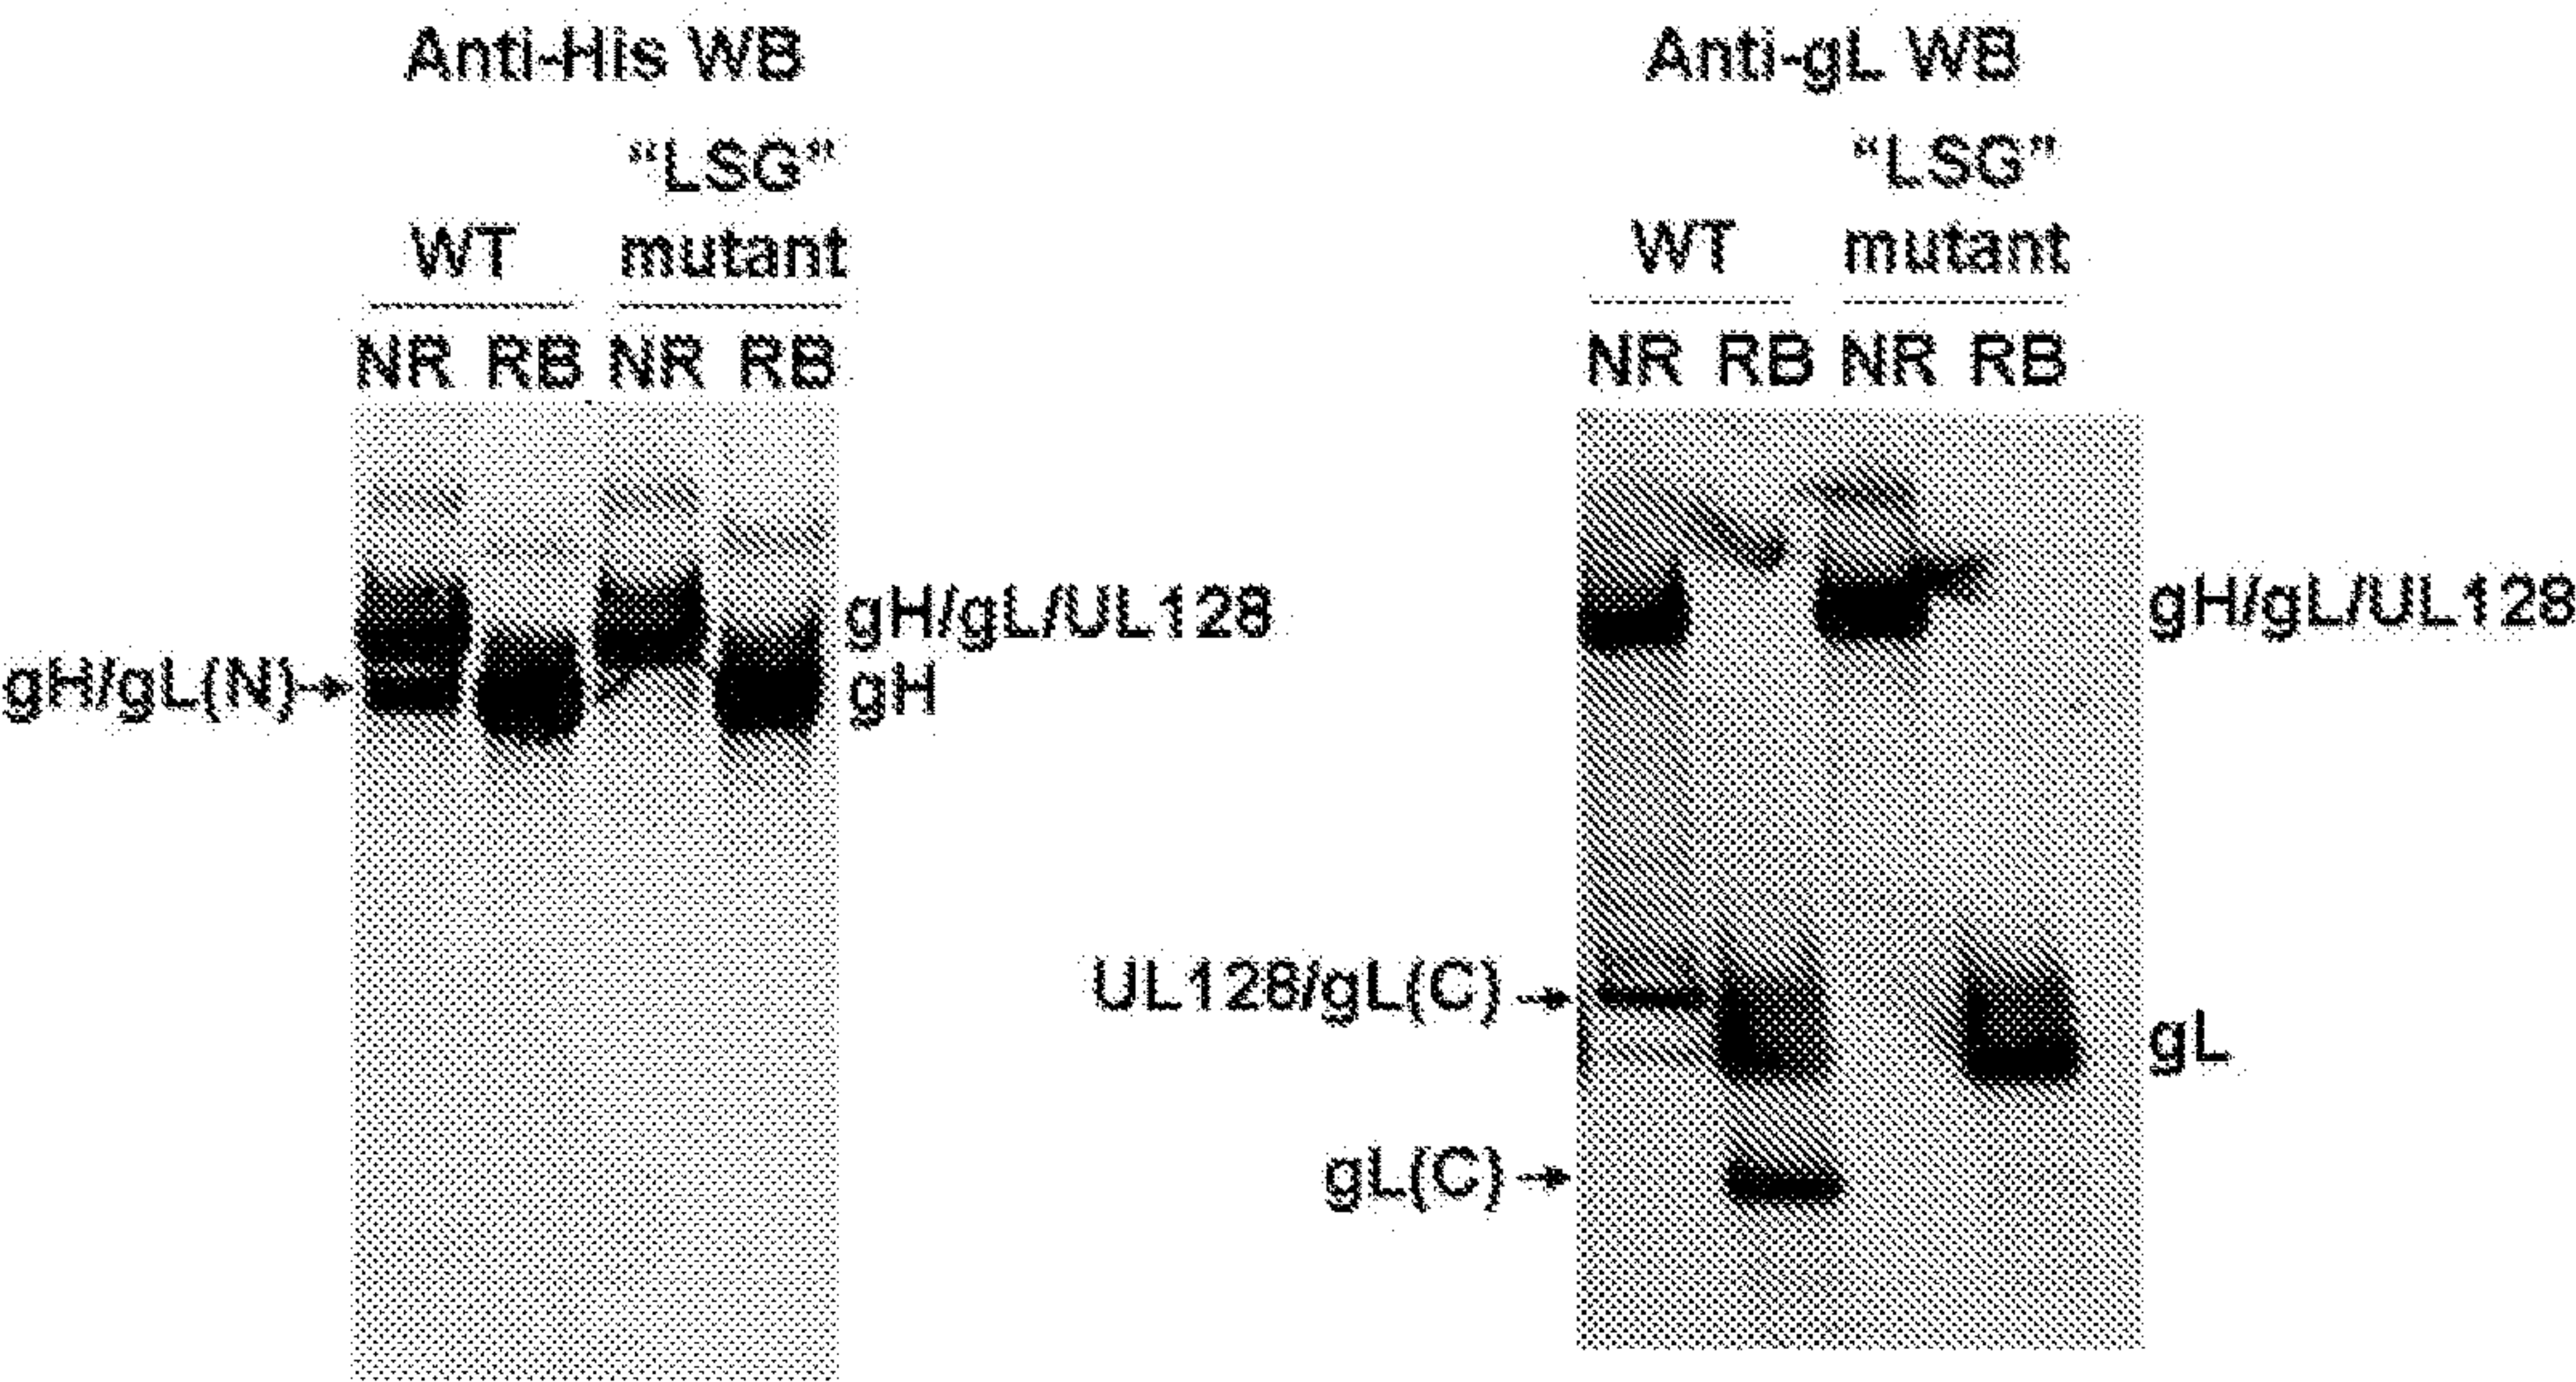 Anti-His WB
"LSG"
WT mutant
NR RB NR RB
gH/gL/UL128
gH/gL(N)
gH
Anti-gL WB
"LSG"
WT mutant
NR RB NR RB
gH/gL/UL128
UL128/gL(C)
gL
gL(C)